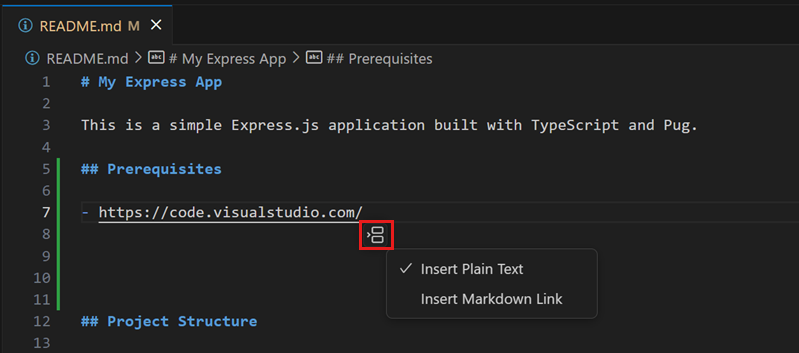 README.md M
README.md > # My Express App > ## Prerequisites
1 # My Express App
2
3 This is a simple Express.js application built with TypeScript and Pug.
4
5 ## Prerequisites
6
7 - https://code.visualstudio.com/
8
9 Insert Plain Text
10 Insert Markdown Link
11
12 ## Project Structure
13